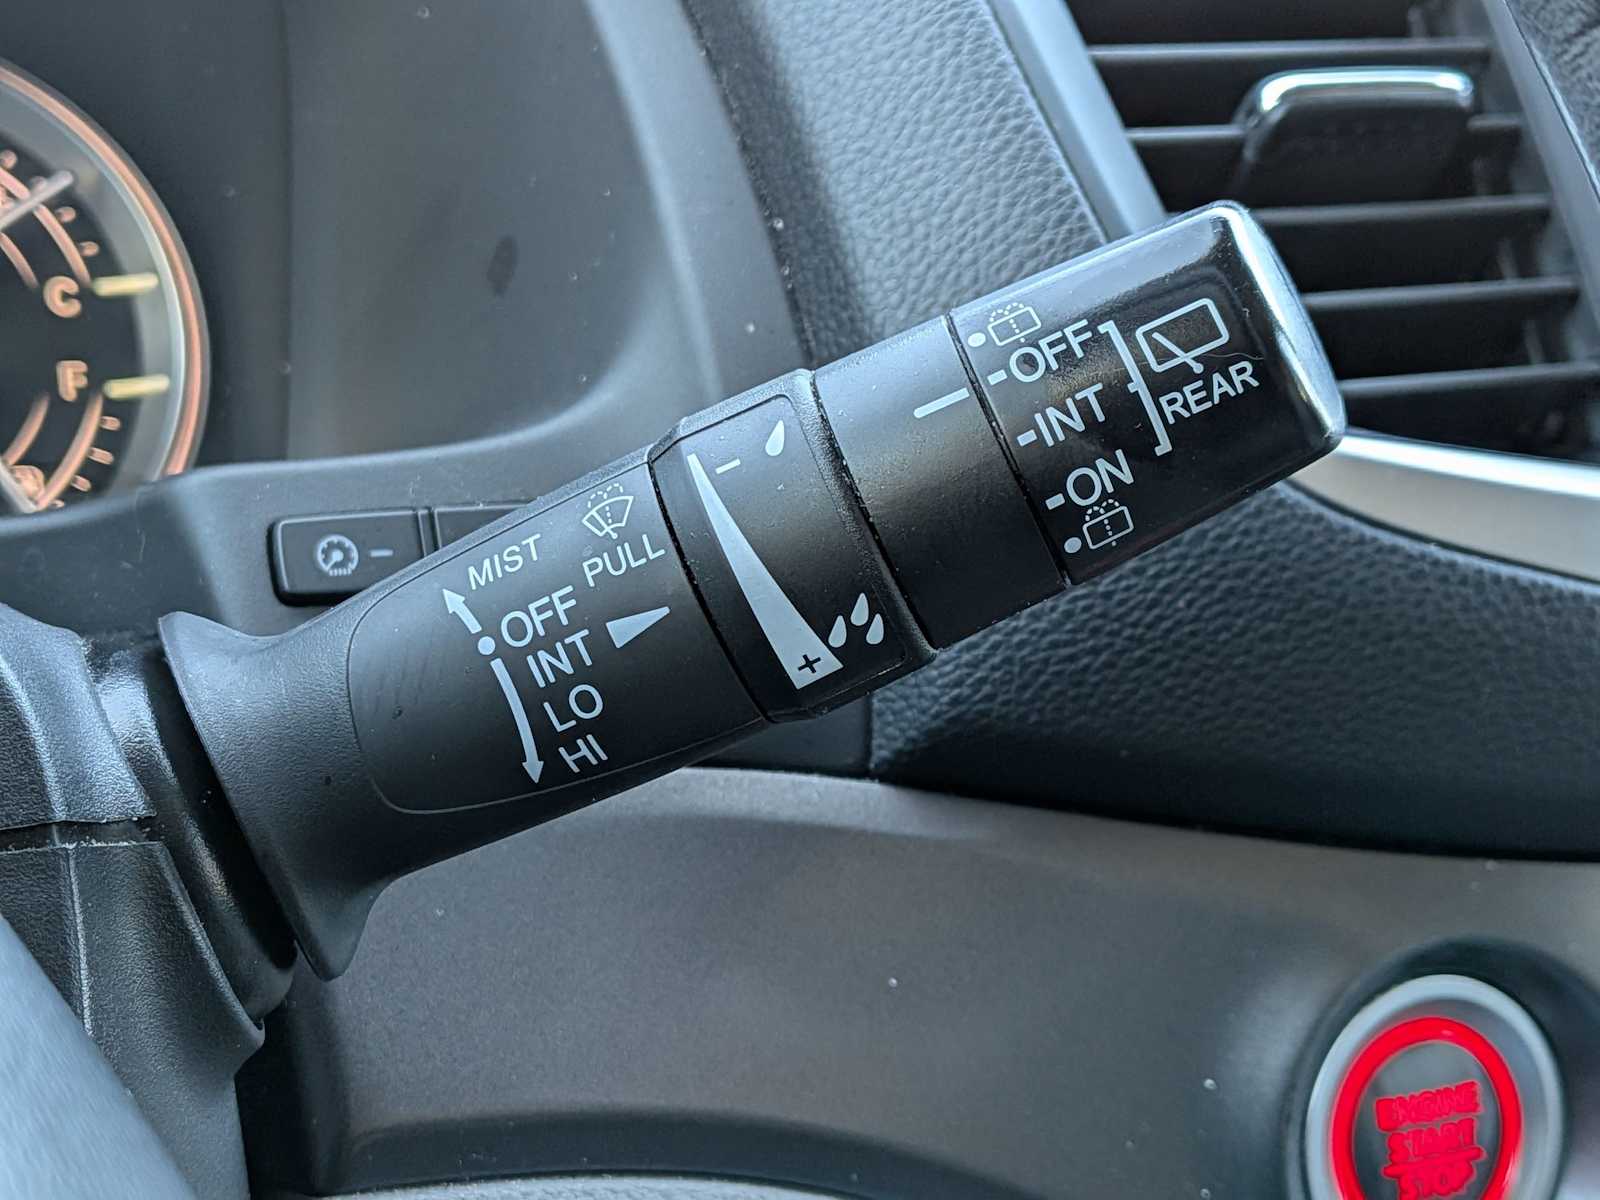 C
F
MIST
OFF
INT
LO
HI
PULL
−
+
OFF
INT
ON
REAR
−
ENGINE
START
STOP